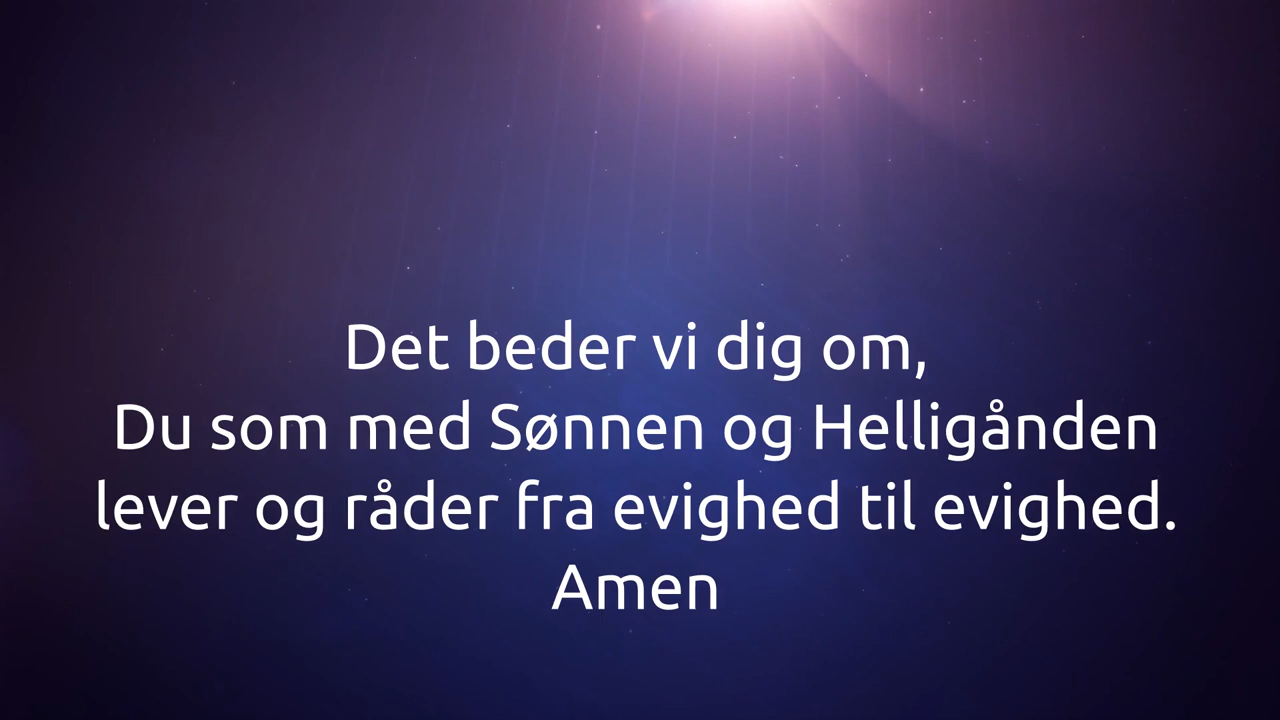 Det beder vi dig om,
Du som med Sønnen og Helligånden
lever og råder fra evighed til evighed.
Amen